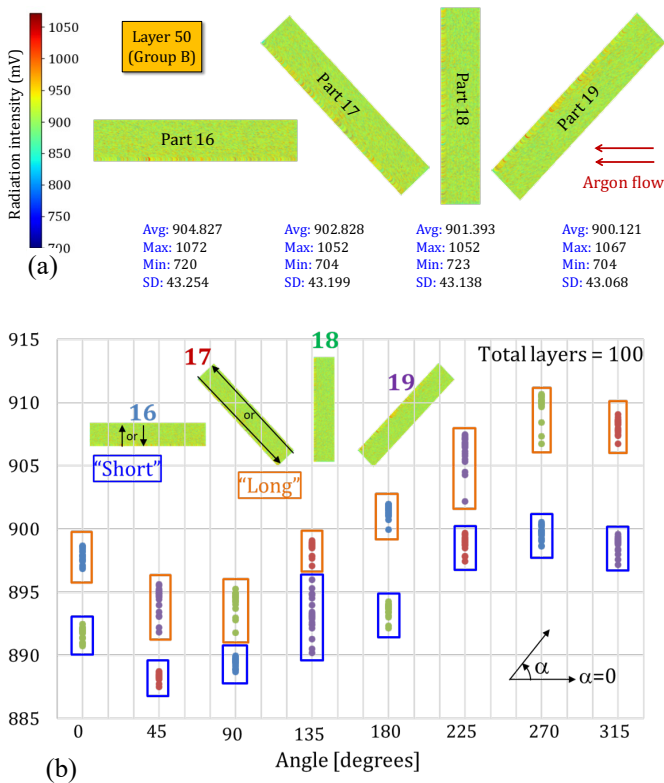 Radiation intensity (mV)
1050
1000
950
900
850
800
750
700
Layer 50
(Group B)
Part 16
Part 17
Part 18
Part 19
Argon flow
Avg: 904.827
Max: 1072
Min: 720
SD: 43.254
Avg: 902.828
Max: 1052
Min: 704
SD: 43.199
Avg: 901.393
Max: 1052
Min: 723
SD: 43.138
Avg: 900.121
Max: 1067
Min: 704
SD: 43.068
(a)
915
910
905
900
895
890
885
Total layers = 100
16
17
18
19
or
or
“Short”
“Long”
α
α=0
0 45 90 135 180 225 270 315
Angle [degrees]
(b)